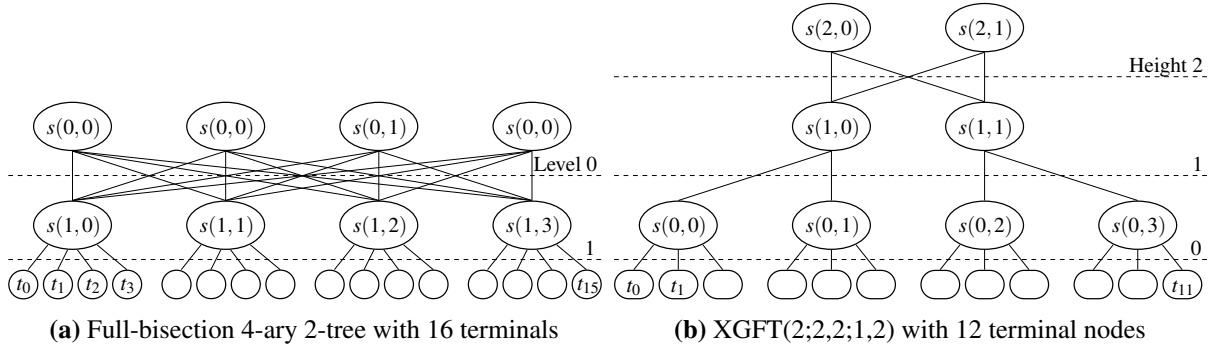 s(2,0) s(2,1)
Height 2
s(0,0) s(0,0) s(0,1) s(0,0)
s(1,0) s(1,1)
Level 0
1
s(1,0) s(1,1) s(1,2) s(1,3)
s(0,0) s(0,1) s(0,2) s(0,3)
1
0
t0 t1 t2 t3 t15
t0 t1 t11
(a) Full-bisection 4-ary 2-tree with 16 terminals
(b) XGFT(2;2,2;1,2) with 12 terminal nodes